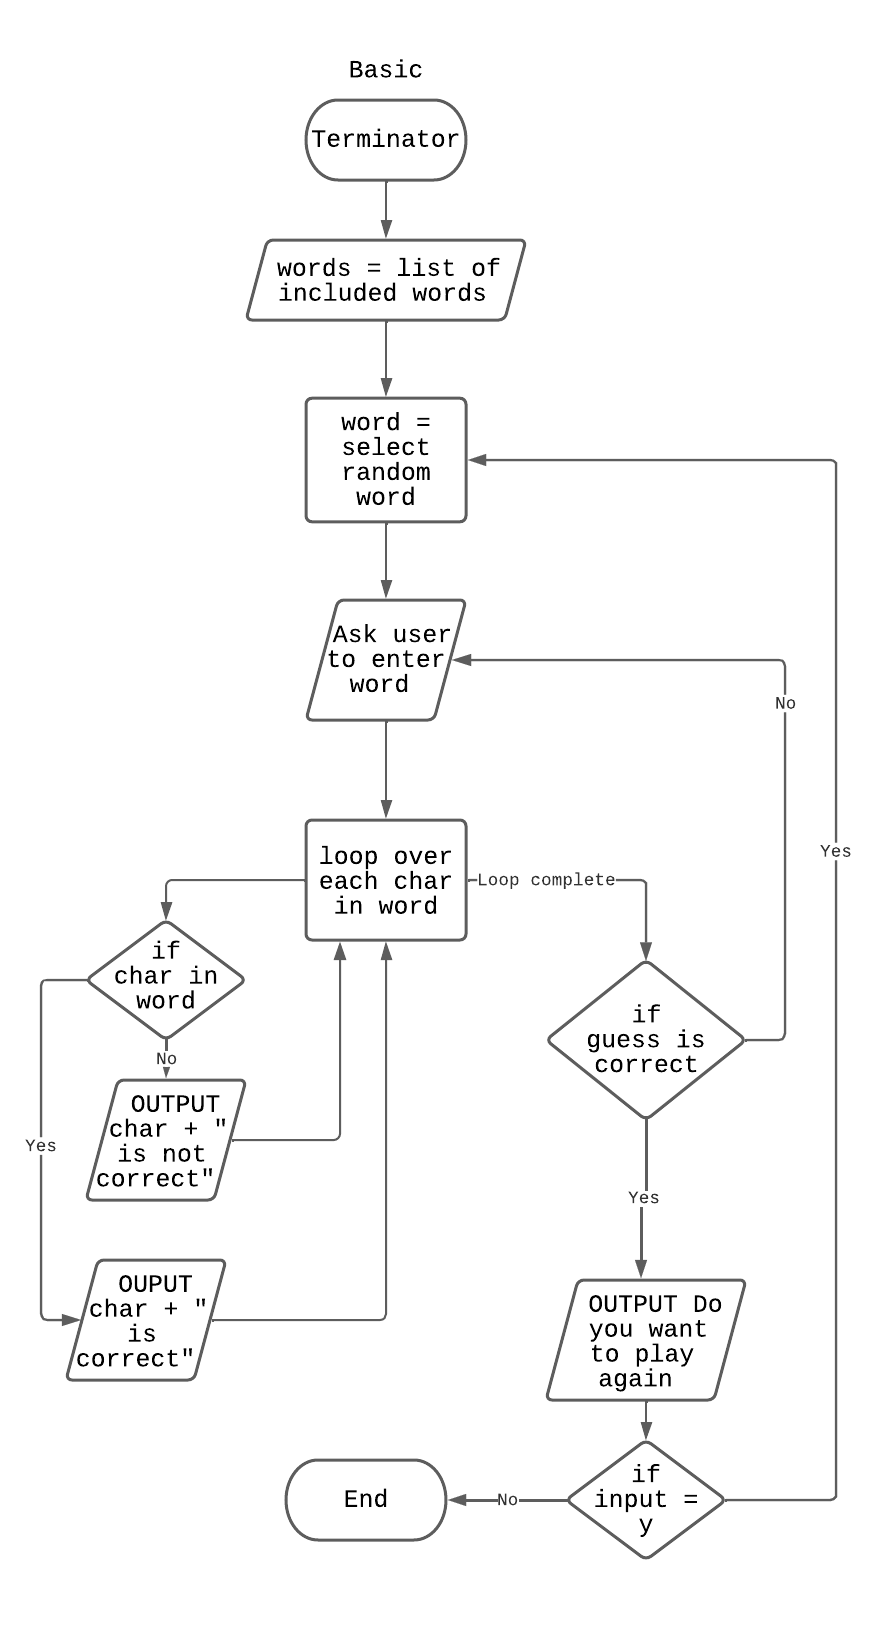 Basic
Terminator
words = list of
included words
word =
select
random
word
Ask user
to enter
word
No
Yes
loop over
each char
in word
Loop complete
if
char in
word
if
guess is
correct
No
OUTPUT
char + "
is not
correct"
Yes
Yes
OUPUT
char + "
is
correct"
OUTPUT Do
you want
to play
again
if
input =
y
No
End